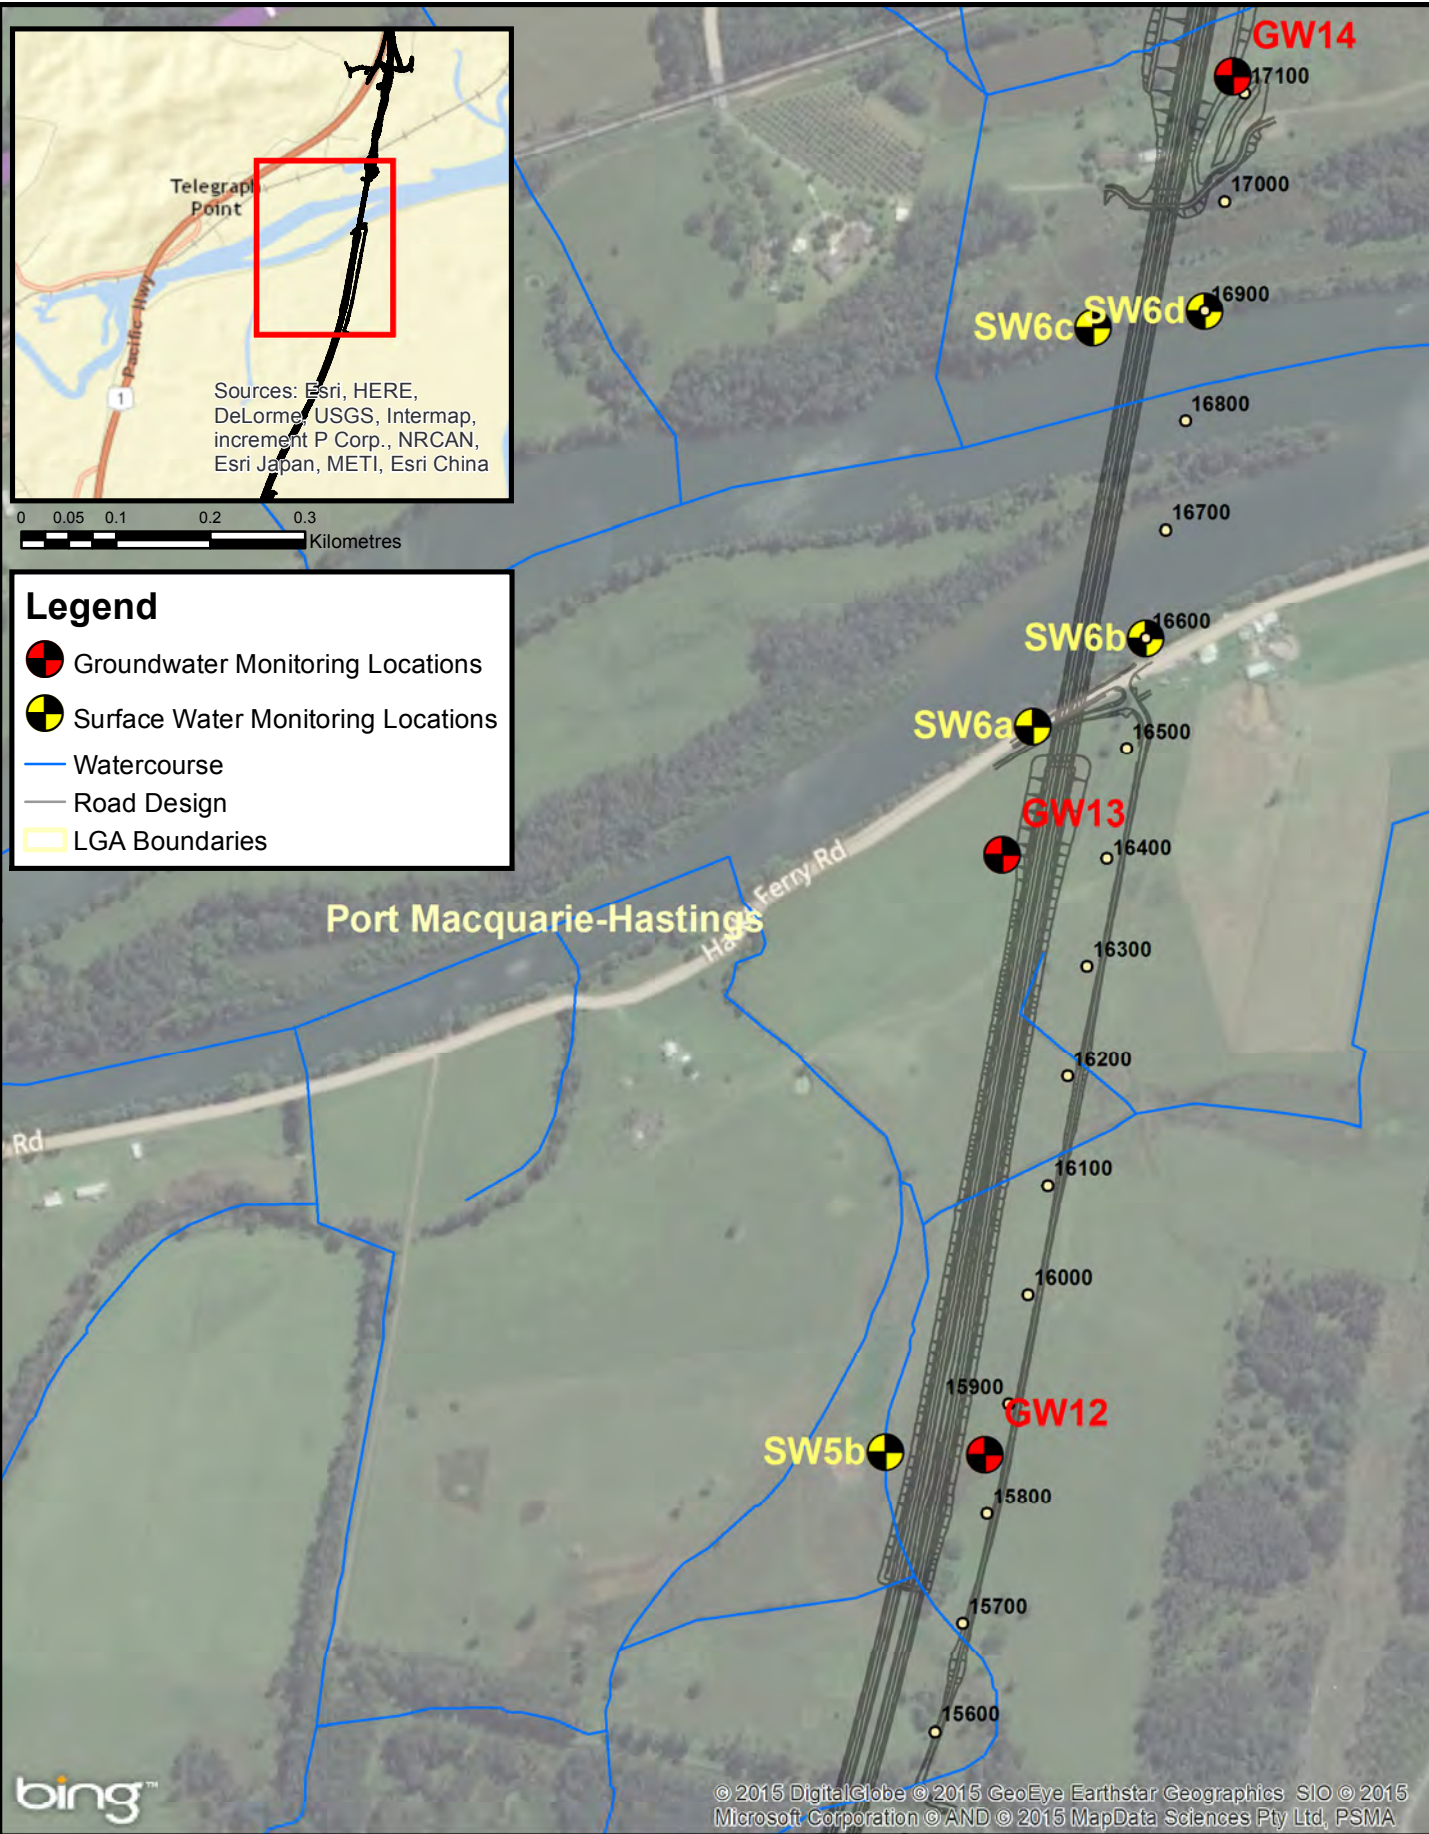 Telegraph
Point
Pacific Hwy
1
Sources: Esri, HERE,
DeLorme, USGS, Intermap,
increment P Corp., NRCAN,
Esri Japan, METI, Esri China
0 0.05 0.1 0.2 0.3
Kilometres
Legend
Groundwater Monitoring Locations
Surface Water Monitoring Locations
Watercourse
Road Design
LGA Boundaries
GW14
17100
17000
16900
SW6d
SW6c
16800
16700
16600
SW6b
SW6a
16500
GW13
16400
Ferry Rd
Port Macquarie-Hastings
16300
16200
Rd
16100
16000
15900
GW12
SW5b
15800
15700
15600
bing™
© 2015 DigitalGlobe © 2015 GeoEye Earthstar Geographics SIO © 2015
Microsoft Corporation © AND © 2015 MapData Sciences Pty Ltd, PSMA